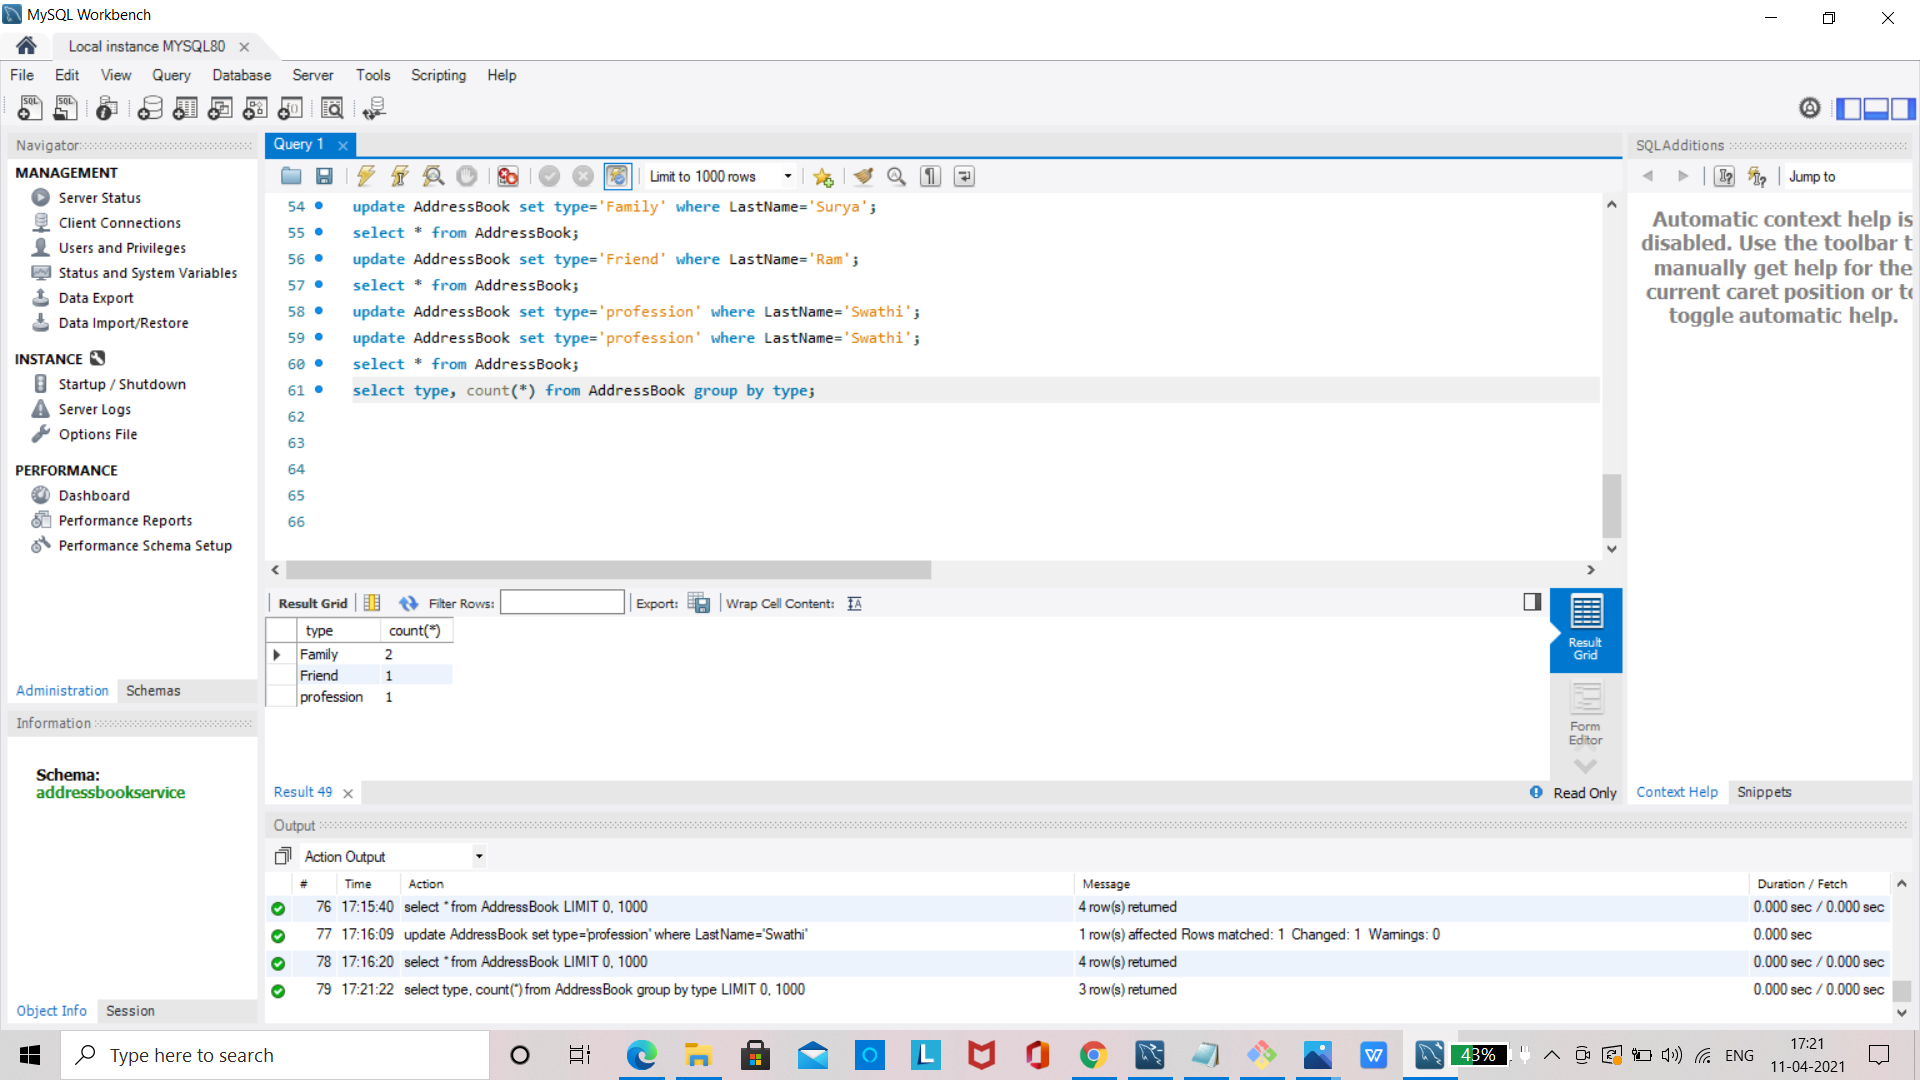 MySQL Workbench
Local instance MYSQL80
File Edit View Query Database Server Tools Scripting Help
Navigator
MANAGEMENT
Server Status
Client Connections
Users and Privileges
Status and System Variables
Data Export
Data Import/Restore
INSTANCE
Startup / Shutdown
Server Logs
Options File
PERFORMANCE
Dashboard
Performance Reports
Performance Schema Setup
Administration Schemas
Information
Schema:
addressbookservice
Object Info Session
Query 1
Limit to 1000 rows
54 update AddressBook set type='Family' where LastName='Surya';
55 select * from AddressBook;
56 update AddressBook set type='Friend' where LastName='Ram';
57 select * from AddressBook;
58 update AddressBook set type='profession' where LastName='Swathi';
59 update AddressBook set type='profession' where LastName='Swathi';
60 select * from AddressBook;
61 select type, count(*) from AddressBook group by type;
62
63
64
65
66
Result Grid Filter Rows: Export: Wrap Cell Content:
type count(*)
Family 2
Friend 1
profession 1
Result
Grid
Form
Editor
Result 49
Read Only
SQLAdditions
Jump to
Automatic context help is
disabled. Use the toolbar t
manually get help for the
current caret position or to
toggle automatic help.
Context Help Snippets
Output
Action Output
# Time Action Message Duration / Fetch
76 17:15:40 select * from AddressBook LIMIT 0, 1000 4 row(s) returned 0.000 sec / 0.000 sec
77 17:16:09 update AddressBook set type='profession' where LastName='Swathi' 1 row(s) affected Rows matched: 1 Changed: 1 Warnings: 0 0.000 sec
78 17:16:20 select * from AddressBook LIMIT 0, 1000 4 row(s) returned 0.000 sec / 0.000 sec
79 17:21:22 select type, count(*) from AddressBook group by type LIMIT 0, 1000 3 row(s) returned 0.000 sec / 0.000 sec
Type here to search
43%
ENG
17:21
11-04-2021